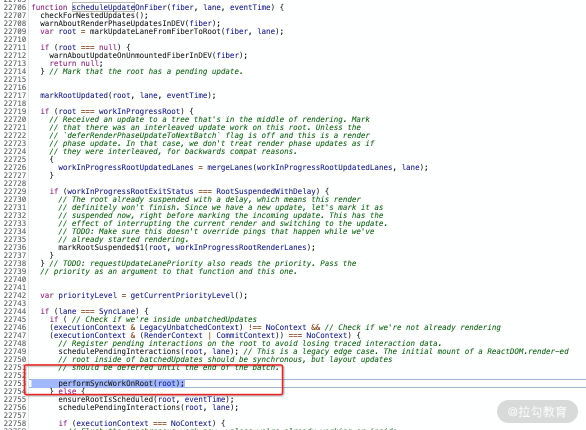 22706 function scheduleUpdateOnFiber(fiber, lane, eventTime) {
22707 checkForNestedUpdates();
22708 warnAboutRenderPhaseUpdatesInDEV(fiber);
22709 var root = markUpdateLaneFromFiberToRoot(fiber, lane);
22710
22711 if (root === null) {
22712 warnAboutUpdateOnUnmountedFiberInDEV(fiber);
22713 return null;
22714 } // Mark that the root has a pending update.
22715
22716
22717 markRootUpdated(root, lane, eventTime);
22718
22719 if (root === workInProgressRoot) {
22720 // Received an update to a tree that's in the middle of rendering. Mark
22721 // that there was an interleaved update work on this root. Unless the
22722 // `deferRenderPhaseUpdateToNextBatch` flag is off and this is a render
22723 // phase update. In that case, we don't treat render phase updates as if
22724 // they were interleaved, for backwards compat reasons.
22725 {
22726 workInProgressRootUpdatedLanes = mergeLanes(workInProgressRootUpdatedLanes, lane);
22727 }
22728
22729 if (workInProgressRootExitStatus === RootSuspendedWithDelay) {
22730 // The root already suspended with a delay, which means this render
22731 // definitely won't finish. Since we have a new update, let's mark it as
22732 // suspended now, right before marking the incoming update. This has the
22733 // effect of interrupting the current render and switching to the update.
22734 // TODO: Make sure this doesn't override pings that happen while we've
22735 // already started rendering.
22736 markRootSuspended$1(root, workInProgressRootRenderLanes);
22737 }
22738 } // TODO: requestUpdateLanePriority also reads the priority. Pass the
22739 // priority as an argument to that function and this one.
22740
22741
22742 var priorityLevel = getCurrentPriorityLevel();
22743
22744 if (lane === SyncLane) {
22745 if ( // Check if we're inside unbatchedUpdates
22746 (executionContext & LegacyUnbatchedContext) !== NoContext && // Check if we're not already rendering
22747 (executionContext & (RenderContext | CommitContext)) === NoContext) {
22748 // Register pending interactions on the root to avoid losing traced interaction data.
22749 schedulePendingInteractions(root, lane); // This is a legacy edge case. The initial mount of a ReactDOM.render-ed
22750 // root inside of batchedUpdates should be synchronous, but layout updates
22751 // should be deferred until the end of the batch.
22752
22753 performSyncWorkOnRoot(root);
22754 } else {
22755 ensureRootIsScheduled(root, eventTime);
22756 schedulePendingInteractions(root, lane);
22757
22758 if (executionContext === NoContext) {
@拉勾教育